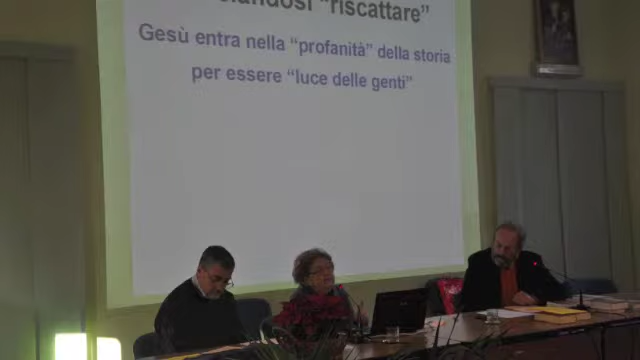 "riscattare"
Gesù entra nella "profanità" della storia
per essere "luce delle genti"